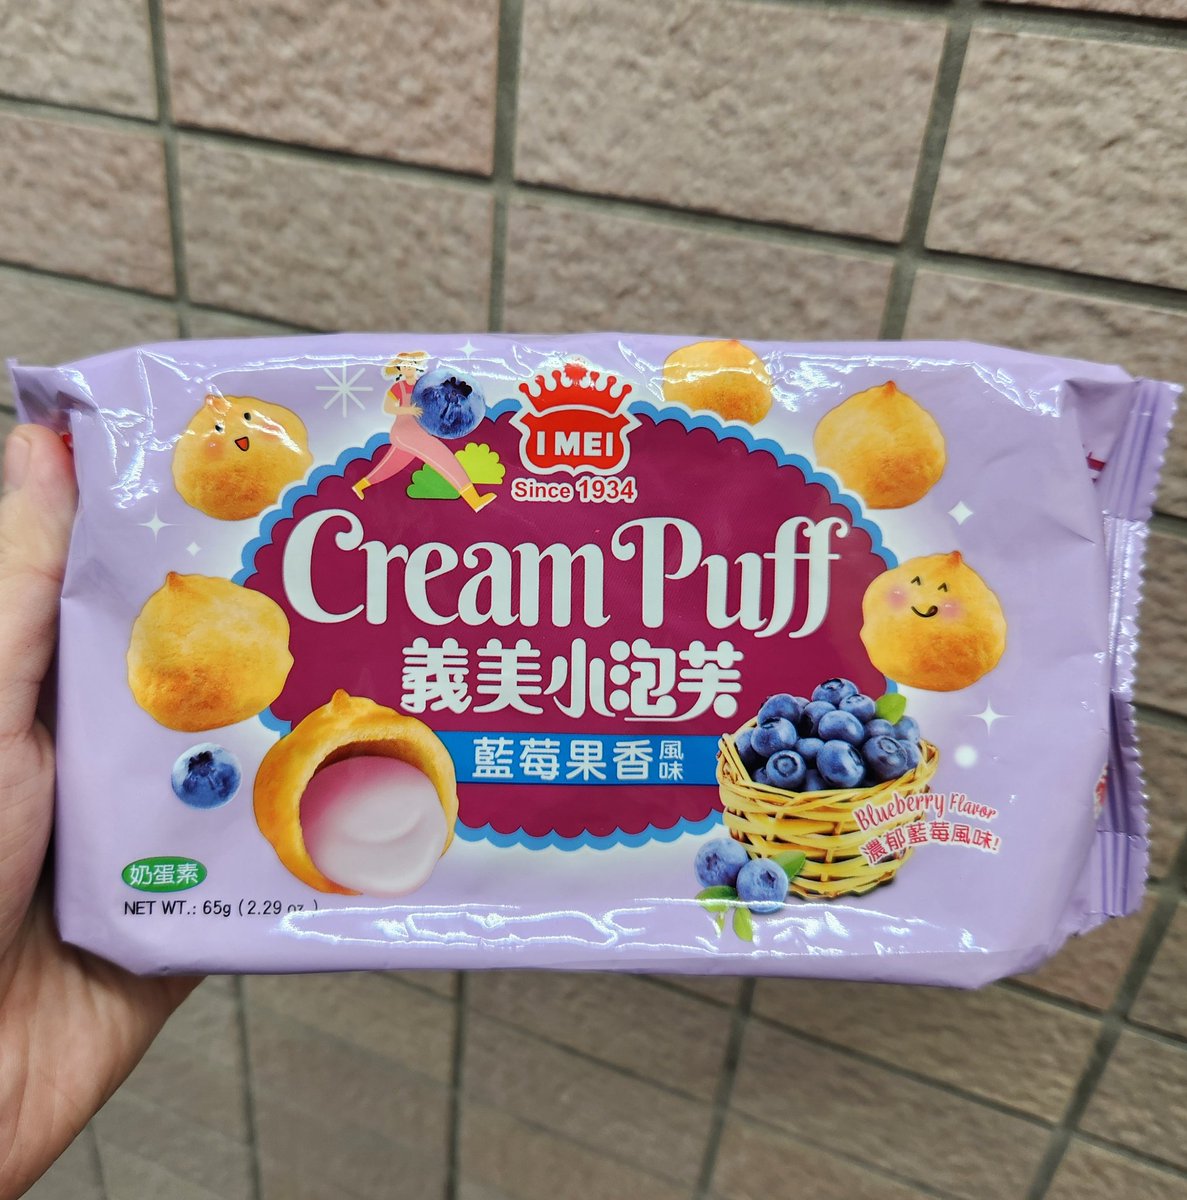 I MEI
Since 1934
Cream Puff
義美小泡芙
藍莓果香風味
Blueberry Flavor
濃郁藍莓風味!
奶蛋素
NET WT.: 65g (2.29 oz.)